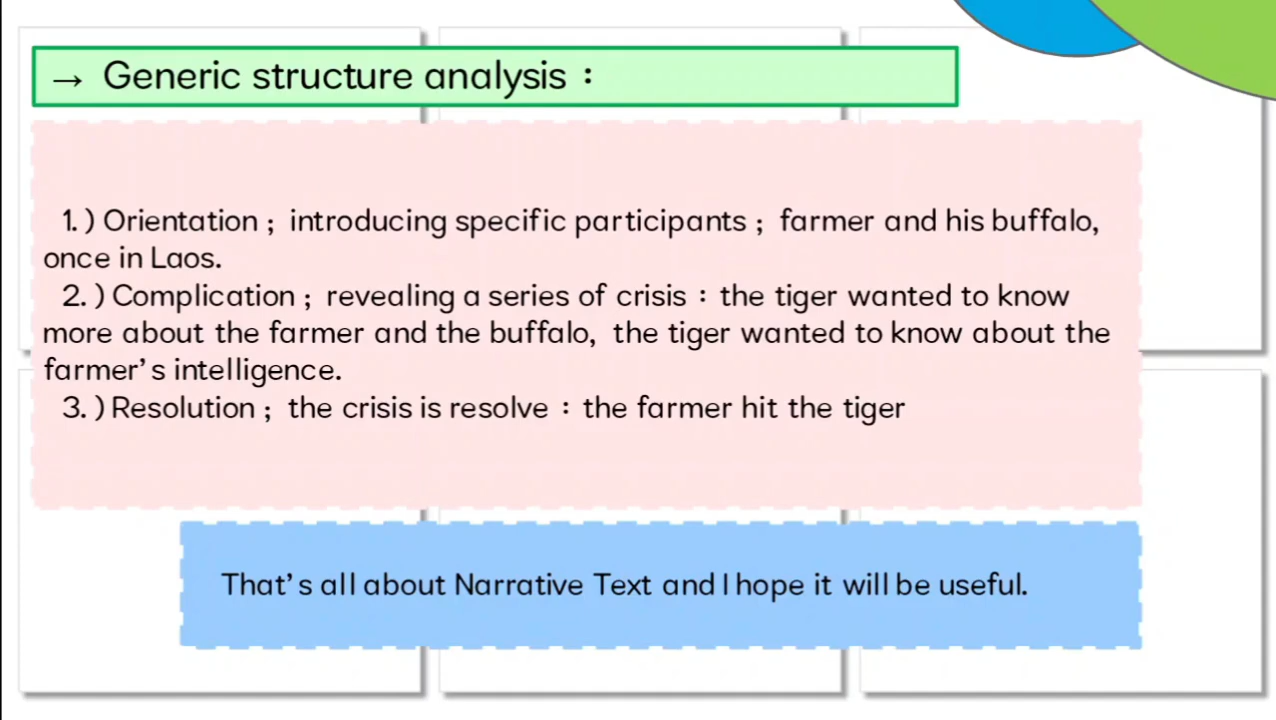 → Generic structure analysis :
1. ) Orientation ; introducing specific participants ; farmer and his buffalo,
once in Laos.
2. ) Complication ; revealing a series of crisis : the tiger wanted to know
more about the farmer and the buffalo, the tiger wanted to know about the
farmer’s intelligence.
3. ) Resolution ; the crisis is resolve : the farmer hit the tiger
That’s all about Narrative Text and I hope it will be useful.